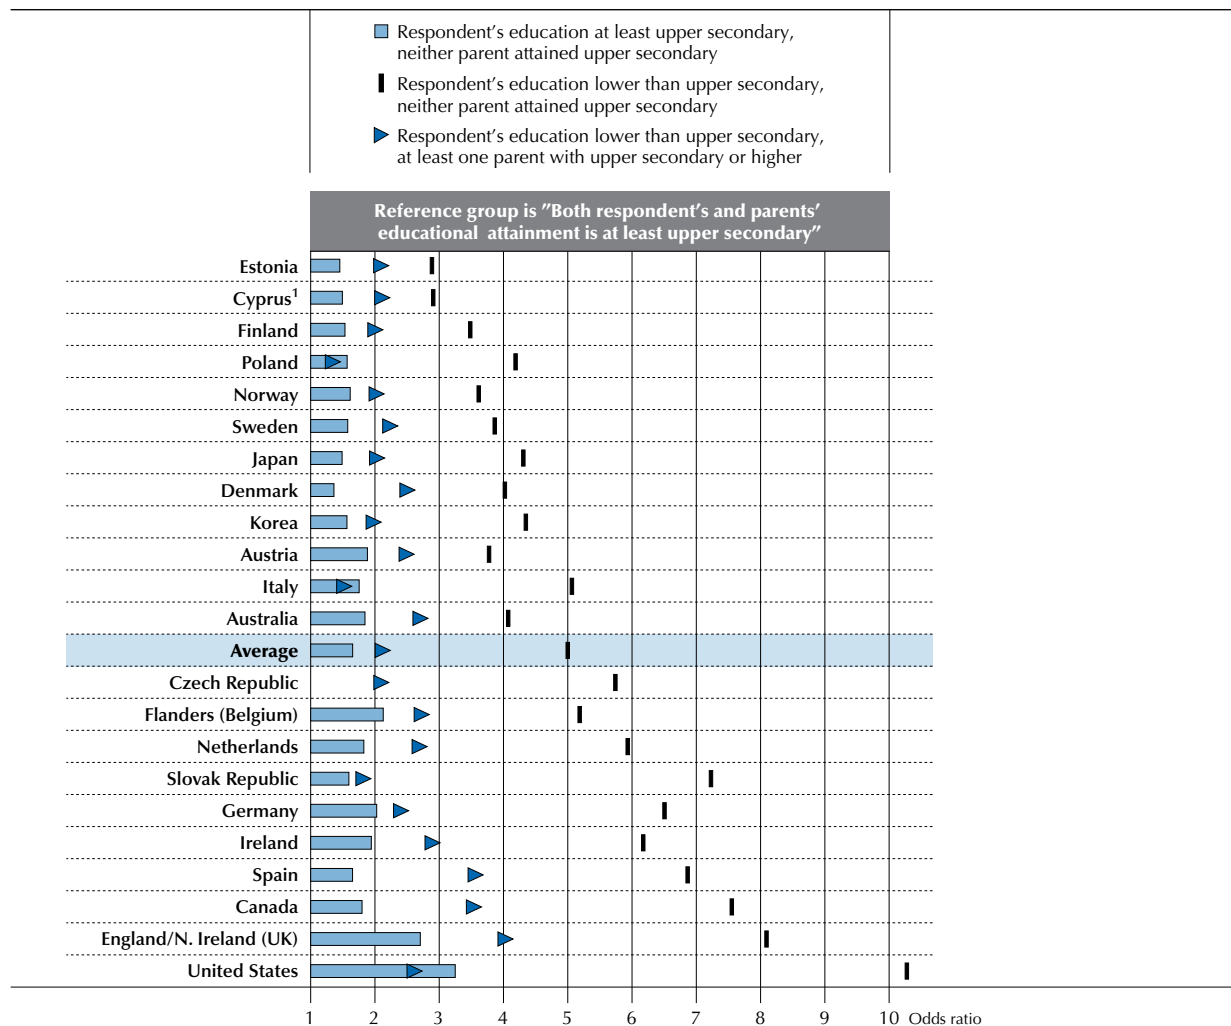 Respondent's education at least upper secondary,
neither parent attained upper secondary
Respondent's education lower than upper secondary,
neither parent attained upper secondary
Respondent's education lower than upper secondary,
at least one parent with upper secondary or higher
Reference group is "Both respondent's and parents'
educational attainment is at least upper secondary"
Estonia
Cyprus1
Finland
Poland
Norway
Sweden
Japan
Denmark
Korea
Austria
Italy
Australia
Average
Czech Republic
Flanders (Belgium)
Netherlands
Slovak Republic
Germany
Ireland
Spain
Canada
England/N. Ireland (UK)
United States
1 2 3 4 5 6 7 8 9 10 Odds ratio